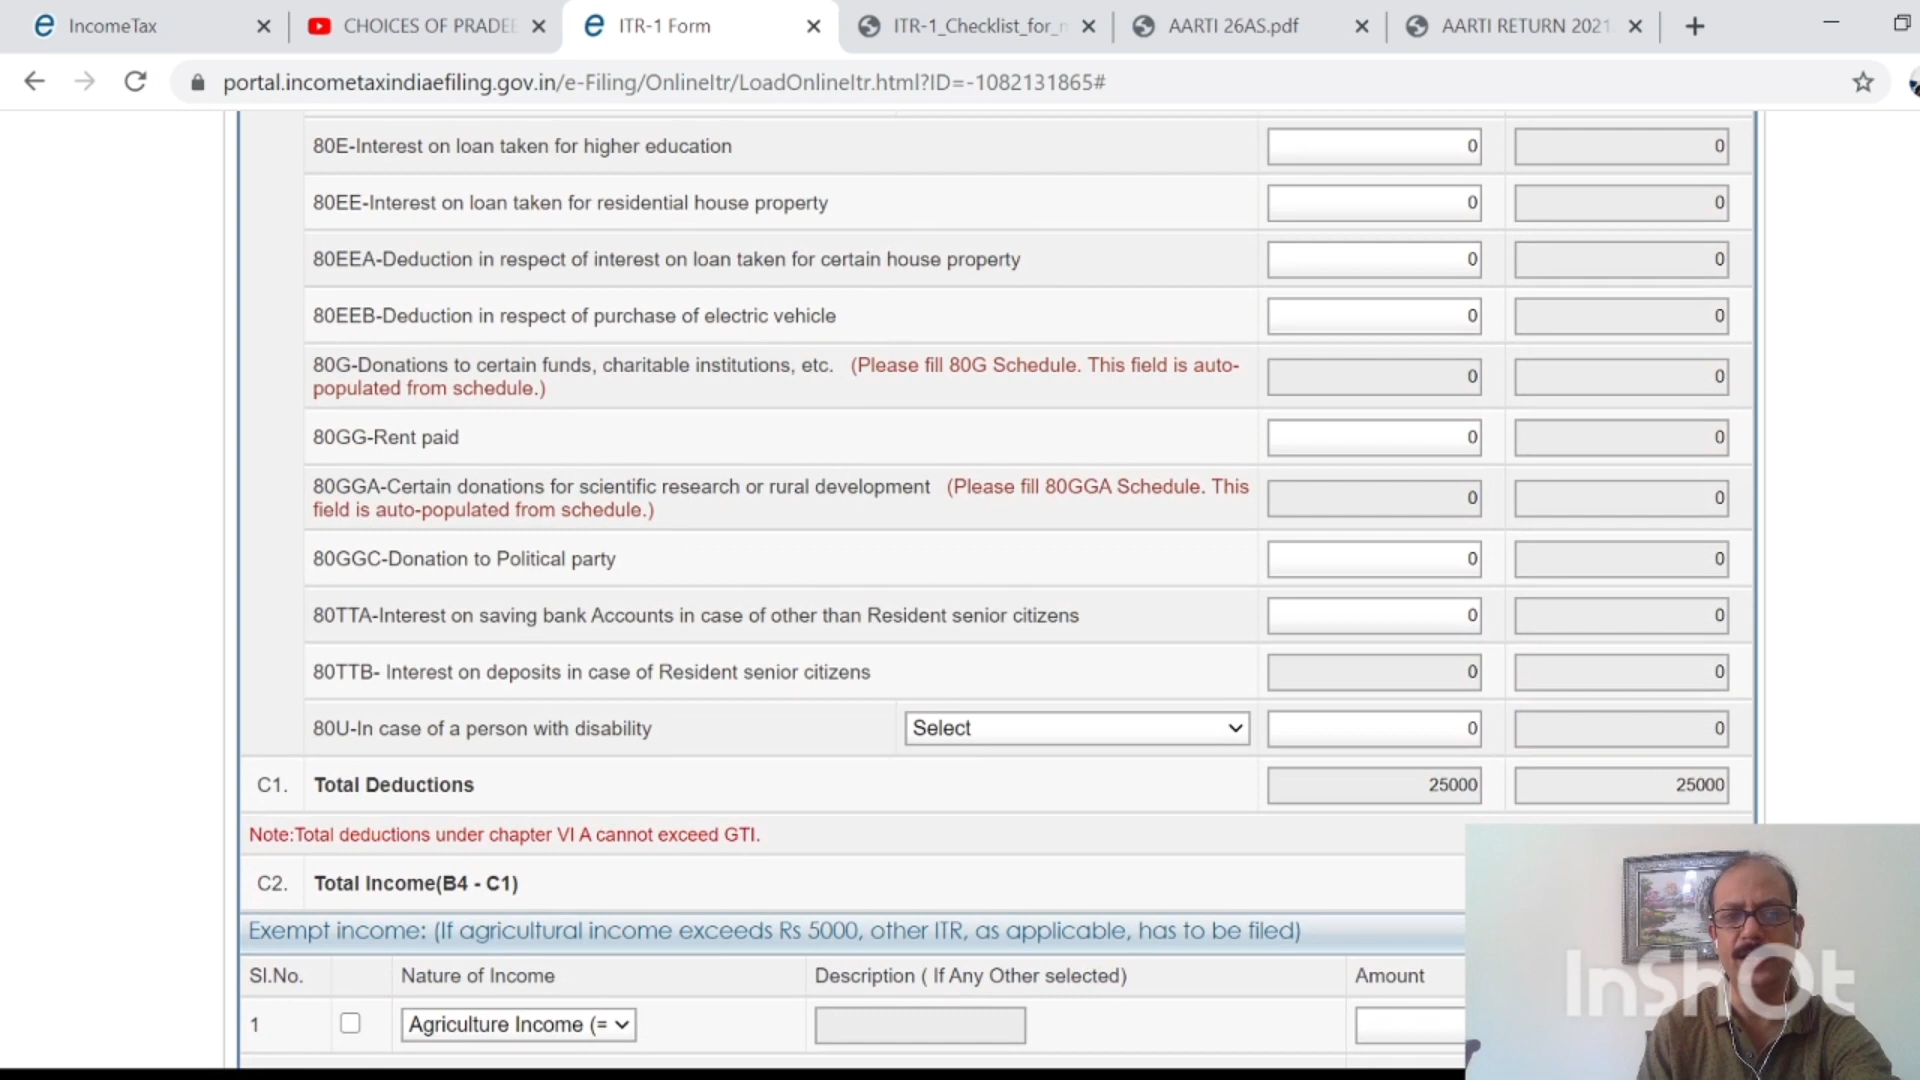 IncomeTax
CHOICES OF PRADEE
ITR-1 Form
ITR-1_Checklist_for_n
AARTI 26AS.pdf
AARTI RETURN 2021
portal.incometaxindiaefiling.gov.in/e-Filing/OnlineItr/LoadOnlineItr.html?ID=-1082131865#
80E-Interest on loan taken for higher education 0 0
80EE-Interest on loan taken for residential house property 0 0
80EEA-Deduction in respect of interest on loan taken for certain house property 0 0
80EEB-Deduction in respect of purchase of electric vehicle 0 0
80G-Donations to certain funds, charitable institutions, etc. (Please fill 80G Schedule. This field is auto-
populated from schedule.) 0 0
80GG-Rent paid 0 0
80GGA-Certain donations for scientific research or rural development (Please fill 80GGA Schedule. This
field is auto-populated from schedule.) 0 0
80GGC-Donation to Political party 0 0
80TTA-Interest on saving bank Accounts in case of other than Resident senior citizens 0 0
80TTB- Interest on deposits in case of Resident senior citizens 0 0
80U-In case of a person with disability Select 0 0
C1. Total Deductions 25000 25000
Note:Total deductions under chapter VI A cannot exceed GTI.
C2. Total Income(B4 - C1)
Exempt income: (If agricultural income exceeds Rs 5000, other ITR, as applicable, has to be filed)
Sl.No. Nature of Income Description ( If Any Other selected) Amount
1 Agriculture Income (=
InShOt